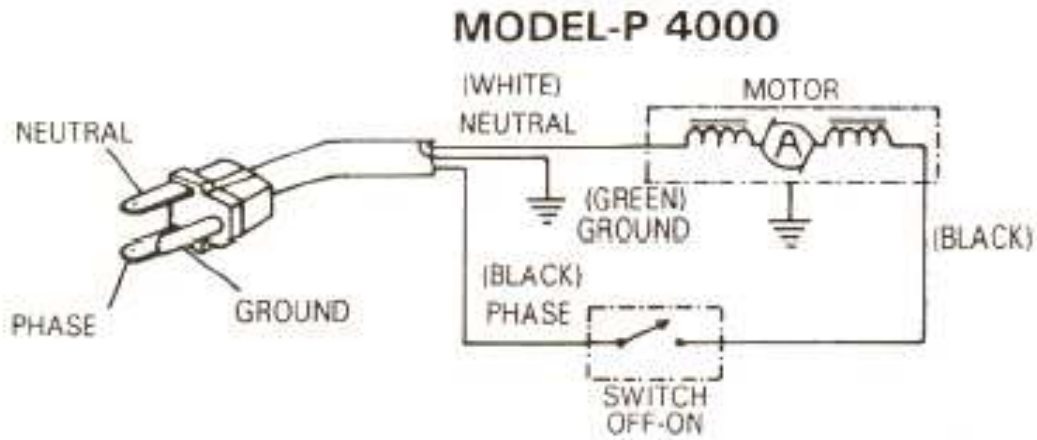 MODEL-P 4000
(WHITE)
NEUTRAL
MOTOR
A
NEUTRAL
(GREEN)
GROUND
(BLACK)
(BLACK)
PHASE
GROUND
PHASE
SWITCH
OFF-ON